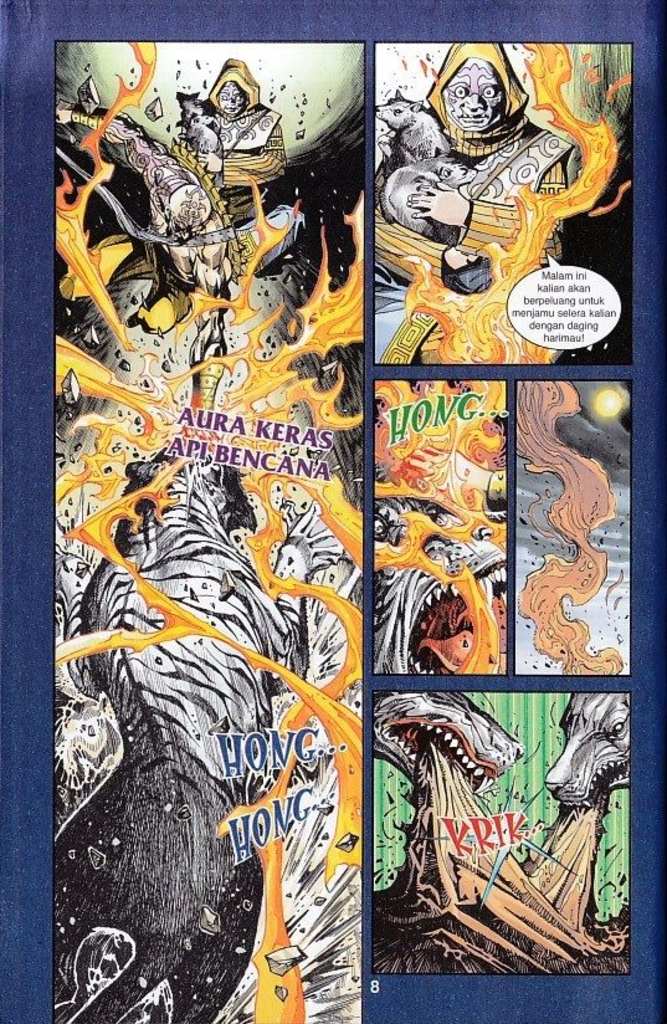 AURA KERAS
API BENCANA
HONG...
HONG...
Malam ini
kalian akan
berpeluang untuk
menjamu selera kalian
dengan daging
harimau!
HONG...
KRIK...
8